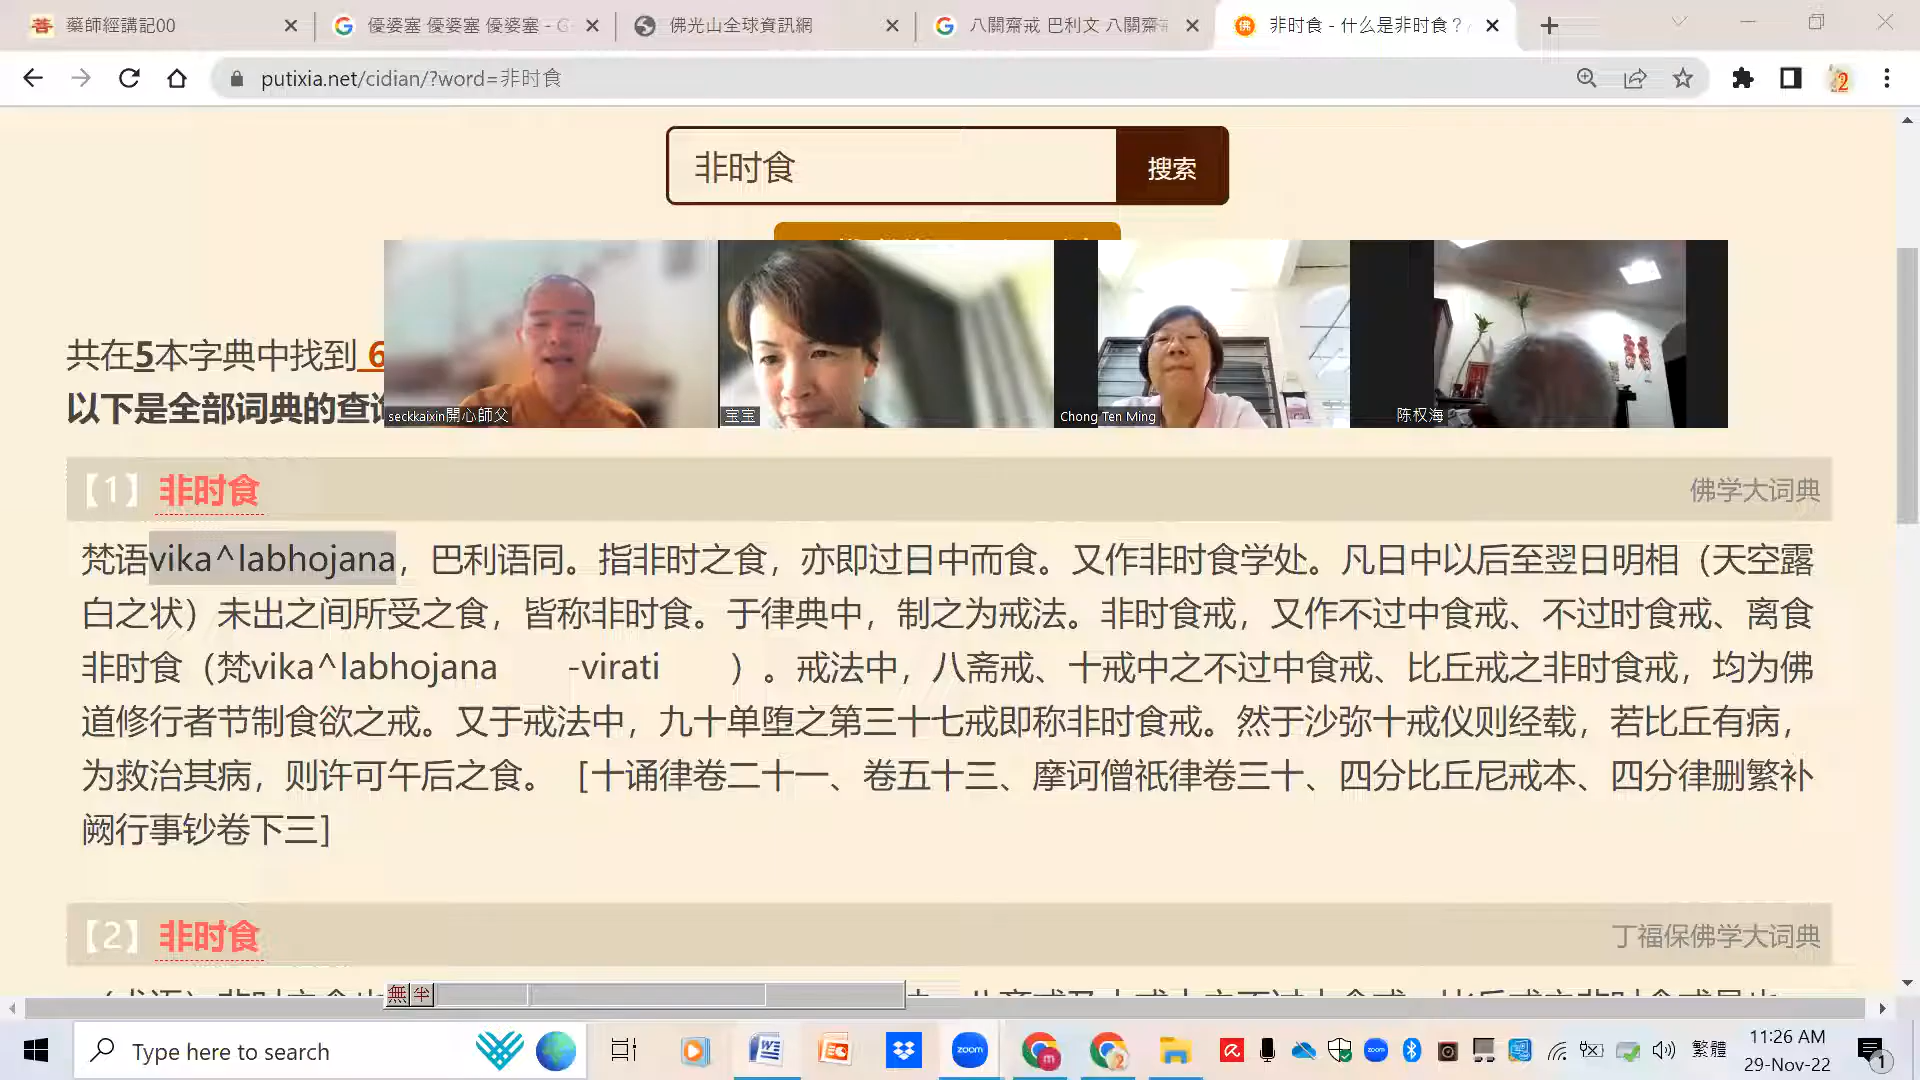 藥師經講記00
優婆塞 優婆塞 優婆塞 - G
佛光山全球資訊網
八關齋戒 巴利文 八關齋
非时食 - 什么是非时食？
putixia.net/cidian/?word=非时食
非时食
搜索
共在5本字典中找到 6
以下是全部词典的查询
seckkaixin開心師父
宝宝
Chong Ten Ming
陈权海
【1】 非时食
佛学大词典
梵语vika^labhojana，巴利语同。指非时之食，亦即过日中而食。又作非时食学处。凡日中以后至翌日明相（天空露
白之状）未出之间所受之食，皆称非时食。于律典中，制之为戒法。非时食戒，又作不过中食戒、不过时食戒、离食
非时食（梵vika^labhojana -virati ）。戒法中，八斋戒、十戒中之不过中食戒、比丘戒之非时食戒，均为佛
道修行者节制食欲之戒。又于戒法中，九十单堕之第三十七戒即称非时食戒。然于沙弥十戒仪则经载，若比丘有病，
为救治其病，则许可午后之食。 [十诵律卷二十一、卷五十三、摩诃僧祇律卷三十、四分比丘尼戒本、四分律删繁补
阙行事钞卷下三]
【2】 非时食
丁福保佛学大词典
無 半
Type here to search
zoom
zoom
繁體
11:26 AM
29-Nov-22
1